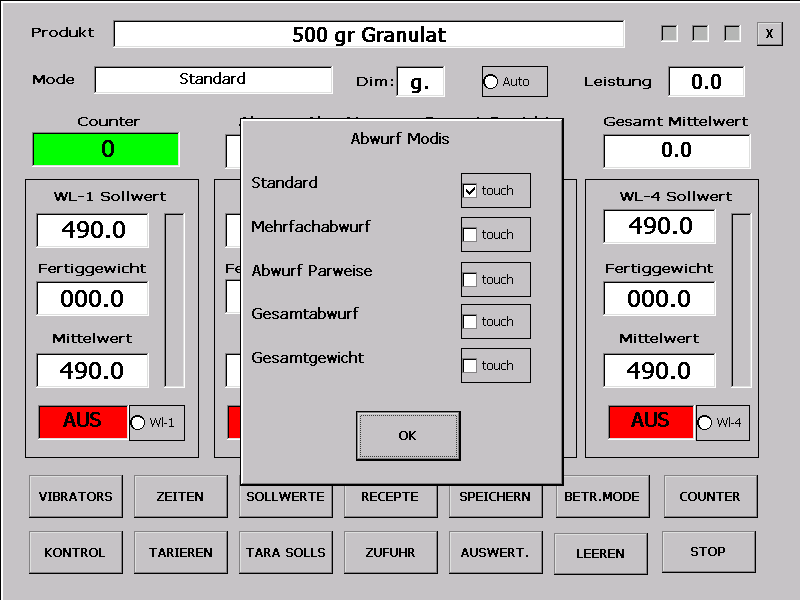 Produkt 500 gr Granulat X
Mode Standard Dim: g. Auto Leistung 0.0
Counter Gesamt Mittelwert
0 0.0
Abwurf Modis
Standard touch
Mehrfachabwurf touch
Abwurf Parweise touch
Gesamtabwurf touch
Gesamtgewicht touch
OK
WL-1 Sollwert
490.0
Fertiggewicht
000.0
Mittelwert
490.0
AUS Wl-1
WL-4 Sollwert
490.0
Fertiggewicht
000.0
Mittelwert
490.0
AUS Wl-4
VIBRATORS ZEITEN SOLLWERTE RECEPTE SPEICHERN BETR.MODE COUNTER
KONTROL TARIEREN TARA SOLLS ZUFUHR AUSWERT. LEEREN STOP